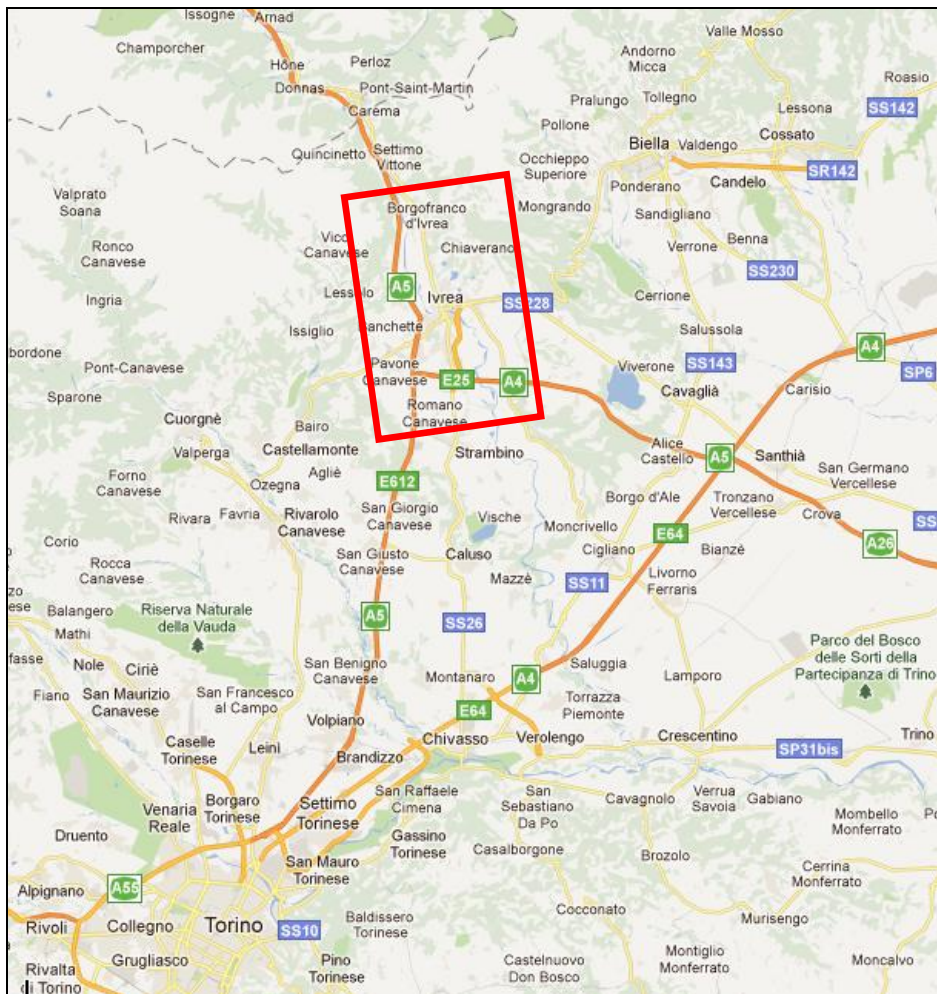 Issogne
Arnad
Valle Mosso
Champorcher
Perloz
Andorno
Micca
Hône
Roasio
Donnas
Pont-Saint-Martin
Pralungo
Tollegno
Lessona
SS142
Carema
Pollone
Cossato
Quincinetto
Settimo
Vittone
Biella
Valdengo
Occhieppo
Superiore
SR142
Ponderano
Candelo
Valprato
Soana
Borgofranco
d'Ivrea
Mongrando
Sandigliano
Ronco
Canavese
Vico
Canavese
Chiaverano
Verrone
Benna
SS230
Ingria
Lessolo
A5
Ivrea
SS228
Cerrione
Issiglio
Banchette
Salussola
A4
bordone
Pont-Canavese
Pavone
Canavese
Viverone
SS143
SP6
E25
A4
Cavaglià
Carisio
Sparone
Cuorgnè
Romano
Canavese
Bairo
Valperga
Castellamonte
Strambino
Alice
Castello
A5
Santhià
Forno
Canavese
Agliè
Ozegna
E612
San Germano
Vercellese
Borgo d'Ale
Tronzano
Vercellese
Crova
Rivara
Favria
Rivarolo
Canavese
San Giorgio
Canavese
Vische
Moncrivello
E64
SS
Corio
San Giusto
Canavese
Caluso
Cigliano
Bianzè
A26
Rocca
Canavese
Mazzè
SS11
Livorno
Ferraris
zo
ese
Balangero
Riserva Naturale
della Vauda
A5
SS26
Mathi
Parco del Bosco
delle Sorti della
Partecipanza di Trino
fasse
Nole
Ciriè
San Benigno
Canavese
Montanaro
A4
Saluggia
Lamporo
Fiano
San Maurizio
Canavese
San Francesco
al Campo
E64
Torrazza
Piemonte
Volpiano
Caselle
Torinese
Leini
Brandizzo
Chivasso
Verolengo
Crescentino
SP31bis
Trino
Venaria
Reale
Borgaro
Torinese
Settimo
Torinese
San Raffaele
Cimena
San
Sebastiano
Da Po
Cavagnolo
Verrua
Savoia
Gabiano
Druento
Gassino
Torinese
Mombello
Monferrato
Po
San Mauro
Torinese
Casalborgone
Brozolo
Cerrina
Monferrato
Alpignano
A55
Rivoli
Collegno
Torino
SS10
Baldissero
Torinese
Cocconato
Murisengo
Grugliasco
Rivalta
di Torino
Pino
Torinese
Castelnuovo
Don Bosco
Montiglio
Monferrato
Moncalvo